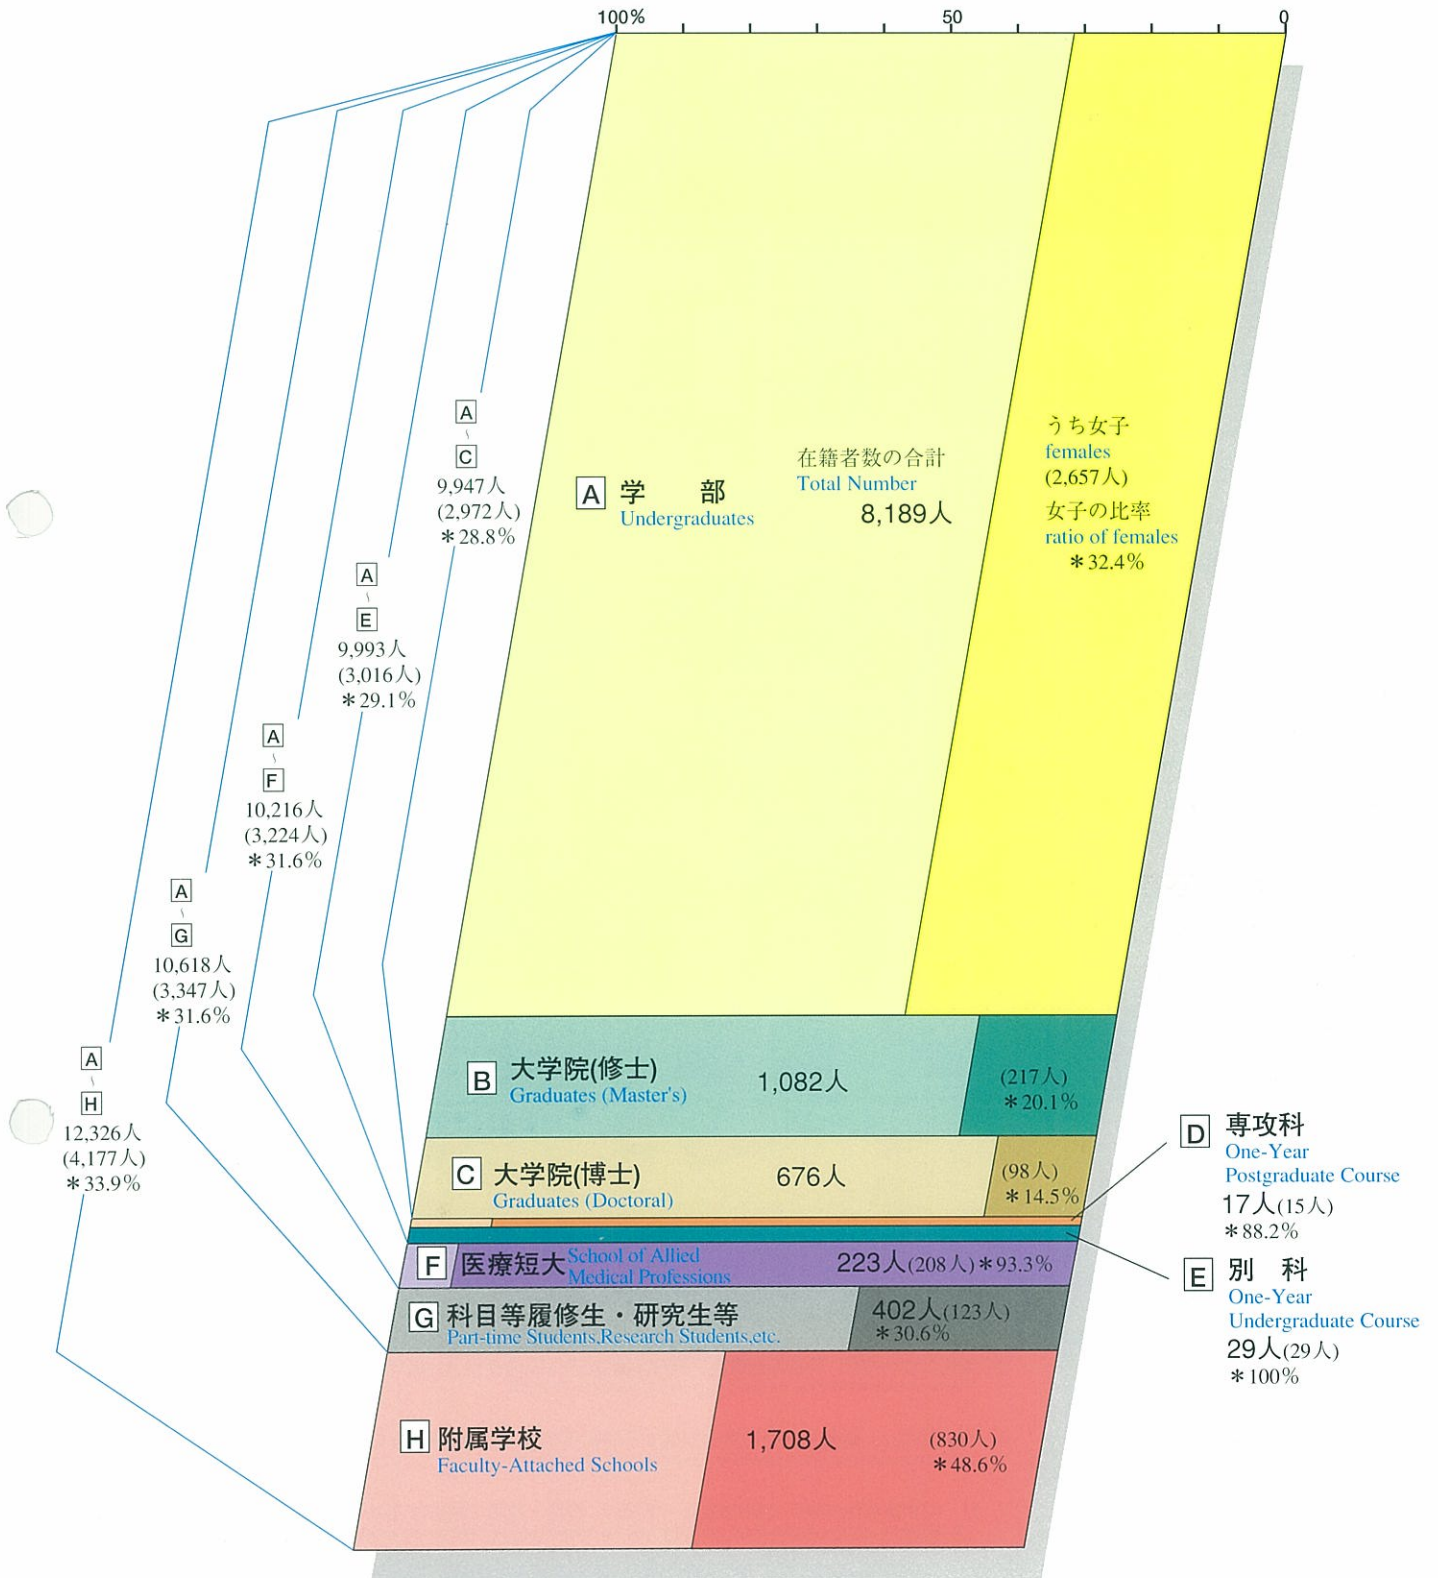 100%
50
0
A
~
C
9,947人
(2,972人)
*28.8%
A
~
E
9,993人
(3,016人)
*29.1%
A
~
F
10,216人
(3,224人)
*31.6%
A
~
G
10,618人
(3,347人)
*31.6%
A
~
H
12,326人
(4,177人)
*33.9%
A 学 部
Undergraduates
在籍者数の合計
Total Number
8,189人
うち女子
females
(2,657人)
女子の比率
ratio of females
*32.4%
B 大学院(修士)
Graduates (Master's)
1,082人
(217人)
*20.1%
C 大学院(博士)
Graduates (Doctoral)
676人
(98人)
*14.5%
D 専攻科
One-Year
Postgraduate Course
17人(15人)
*88.2%
E 別 科
One-Year
Undergraduate Course
29人(29人)
*100%
F 医療短大 School of Allied
Medical Professions
223人(208人)*93.3%
G 科目等履修生・研究生等
Part-time Students,Research Students,etc.
402人(123人)
*30.6%
H 附属学校
Faculty-Attached Schools
1,708人
(830人)
*48.6%